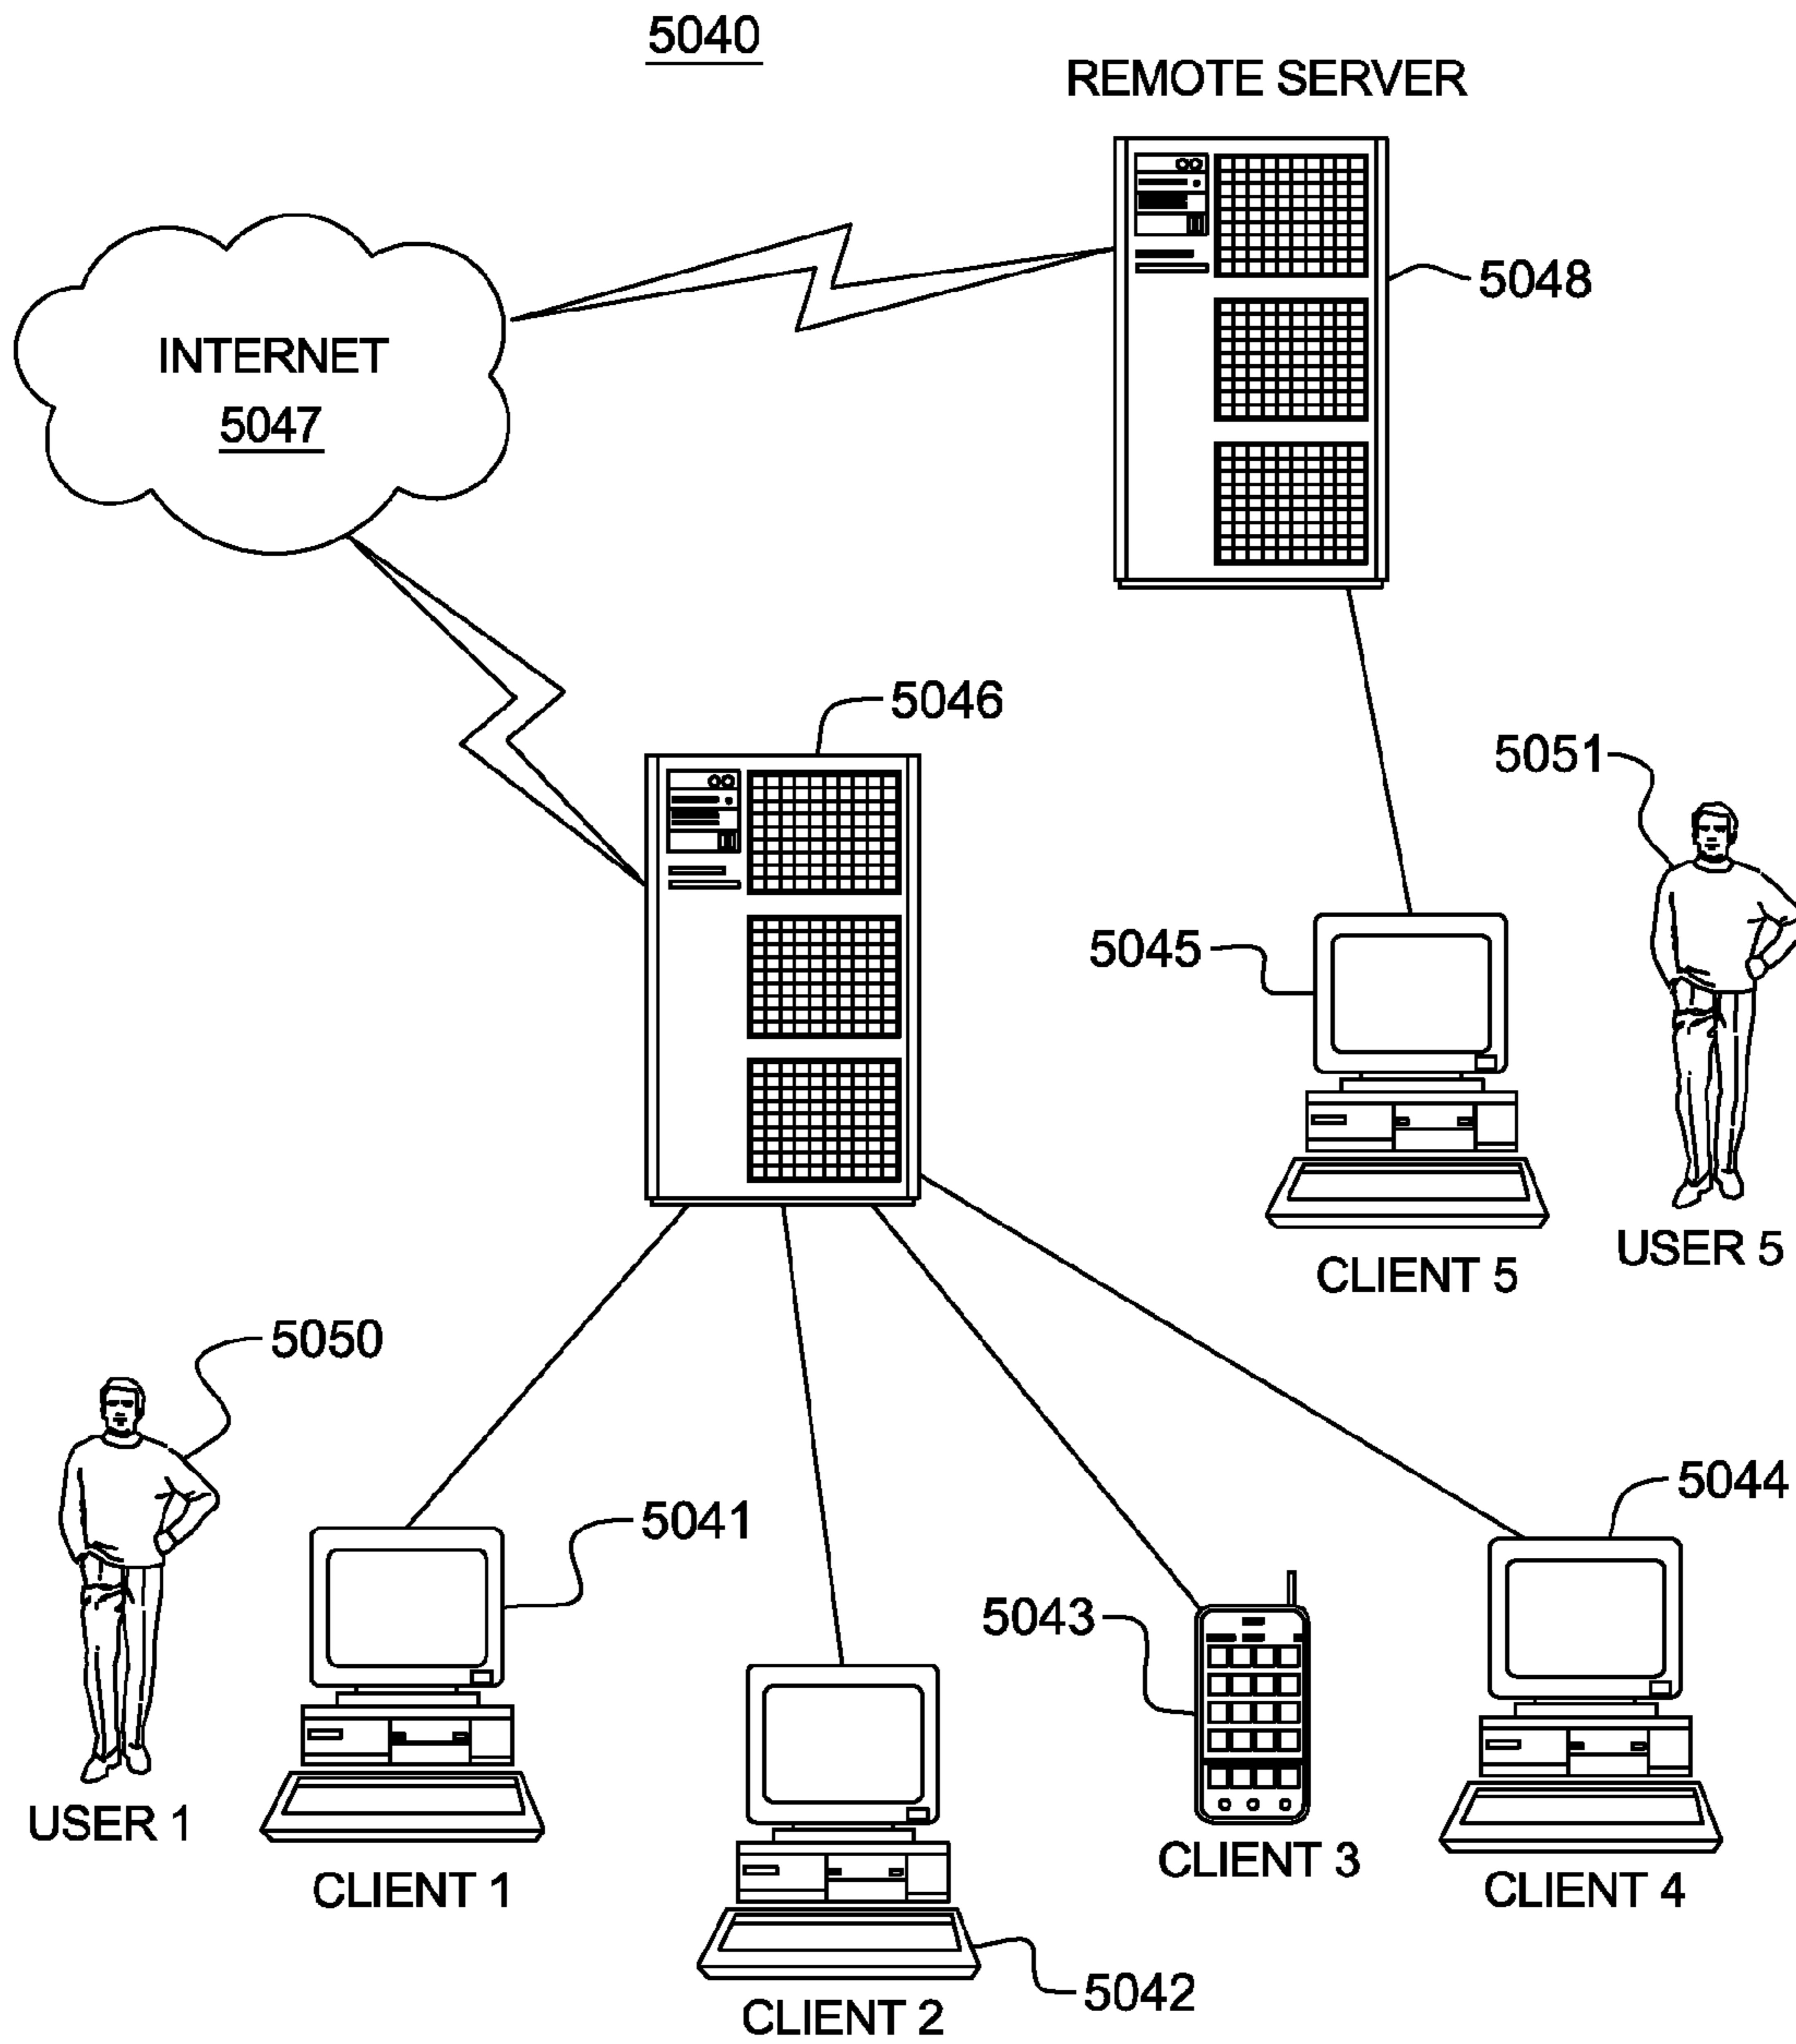 5040
REMOTE SERVER
5048
INTERNET
5047
5046
5051
5045
USER 5
CLIENT 5
5050
5044
5041
5043
USER 1
CLIENT 3
CLIENT 1
CLIENT 4
5042
CLIENT 2